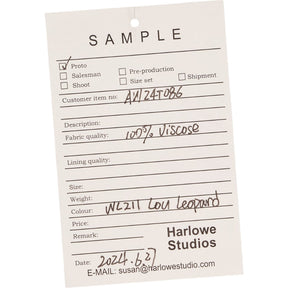 SAMPLE
Proto
Salesman Pre-production
Shoot Size set Shipment
Customer item no: AW24T086
Description:
Fabric quality: 100% Viscose
Lining quality:
Size:
Weight:
Colour: WL211 Lou Leopard
Price:
Remark:
Harlowe
Studios
Date: 2024.6.27
E-MAIL: susan@harlowestudio.com